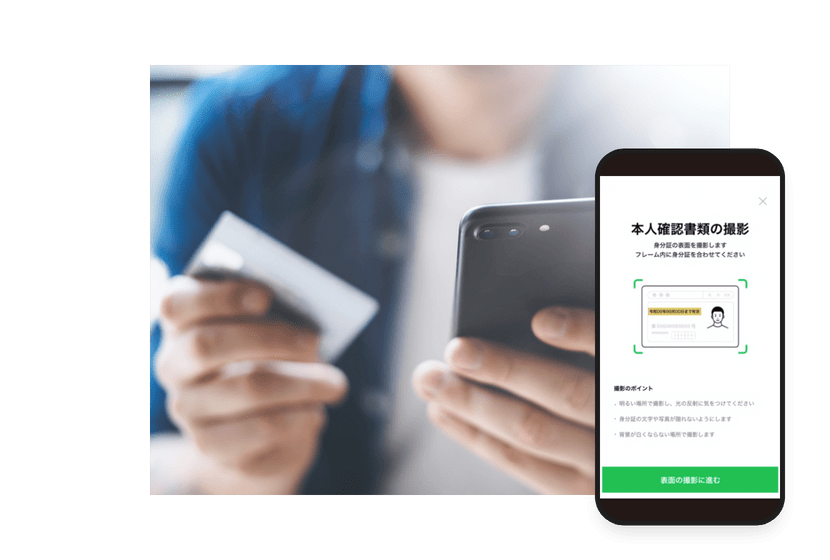 本人確認書類の撮影
身分証の表面を撮影します
フレーム内に身分証を合わせてください
撮影のポイント
・明るい場所で撮影し、光の反射に気をつけてください
・身分証の文字や写真が隠れないようにします
・背景が白くならない場所で撮影します
表面の撮影に進む